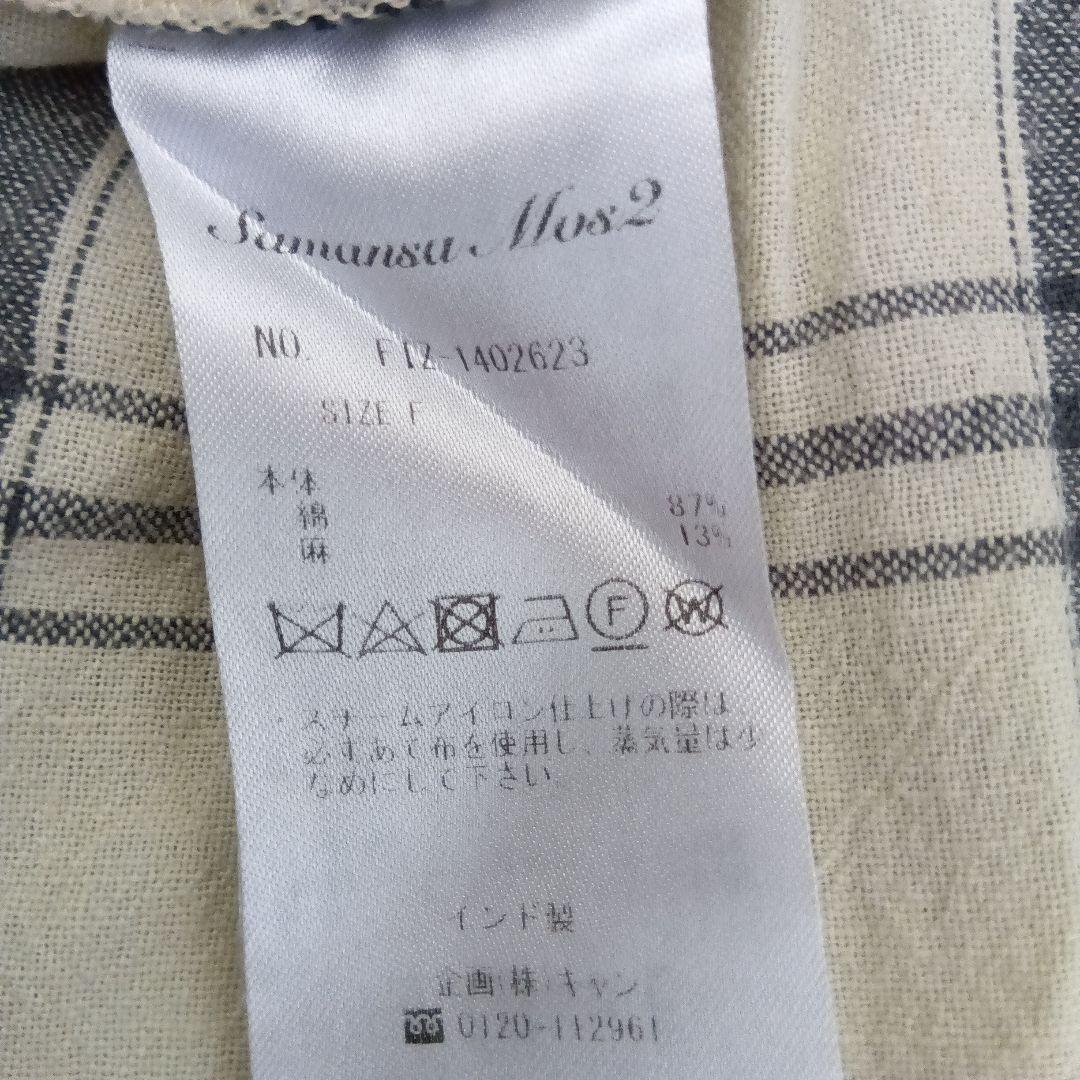 Samansa Mos2
NO. FTZ-1402623
SIZE F
本体
綿 87%
麻 13%
F W
・スチームアイロン仕上げの際は
必ずあて布を使用し、蒸気量は少
なめにして下さい。
インド製
企画(株)キャン
0120-112961